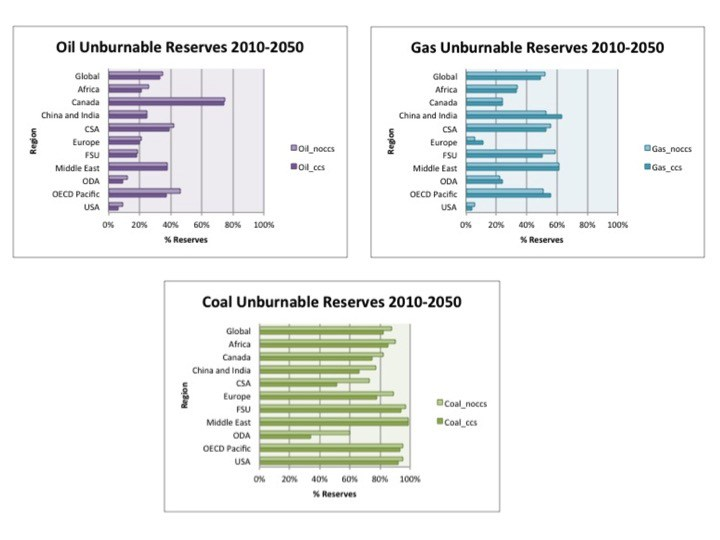 Oil Unburnable Reserves 2010-2050
Global
Africa
Canada
China and India
CSA
Europe
FSU
Middle East
ODA
OECD Pacific
USA
Region
0% 20% 40% 60% 80% 100%
% Reserves
Oil_noccs
Oil_ccs
Gas Unburnable Reserves 2010-2050
Global
Africa
Canada
China and India
CSA
Europe
FSU
Middle East
ODA
OECD Pacific
USA
Region
0% 20% 40% 60% 80% 100%
% Reserves
Gas_noccs
Gas_ccs
Coal Unburnable Reserves 2010-2050
Global
Africa
Canada
China and India
CSA
Europe
FSU
Middle East
ODA
OECD Pacific
USA
Region
0% 20% 40% 60% 80% 100%
% Reserves
Coal_noccs
Coal_ccs